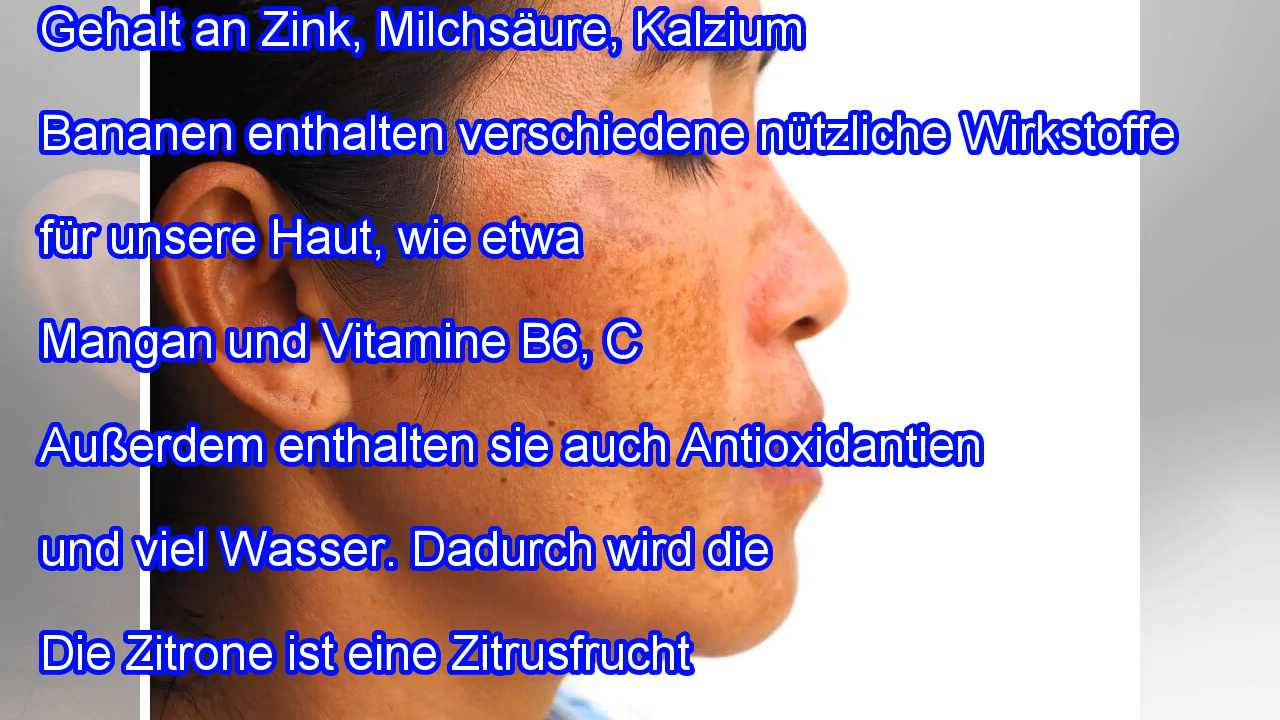 Gehalt an Zink, Milchsäure, Kalzium
Bananen enthalten verschiedene nützliche Wirkstoffe
für unsere Haut, wie etwa
Mangan und Vitamine B6, C
Außerdem enthalten sie auch Antioxidantien
und viel Wasser. Dadurch wird die
Die Zitrone ist eine Zitrusfrucht